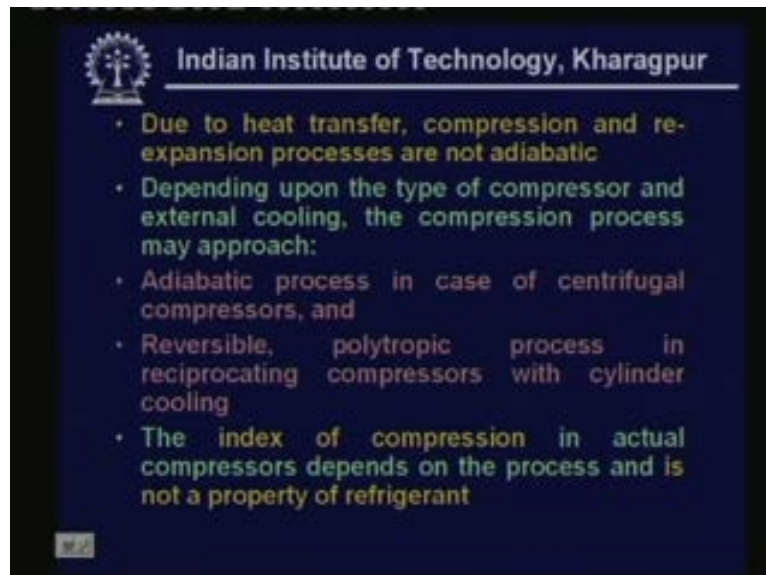 Indian Institute of Technology, Kharagpur
• Due to heat transfer, compression and re-
expansion processes are not adiabatic
• Depending upon the type of compressor and
external cooling, the compression process
may approach:
• Adiabatic process in case of centrifugal
compressors, and
• Reversible, polytropic process in
reciprocating compressors with cylinder
cooling
• The index of compression in actual
compressors depends on the process and is
not a property of refrigerant